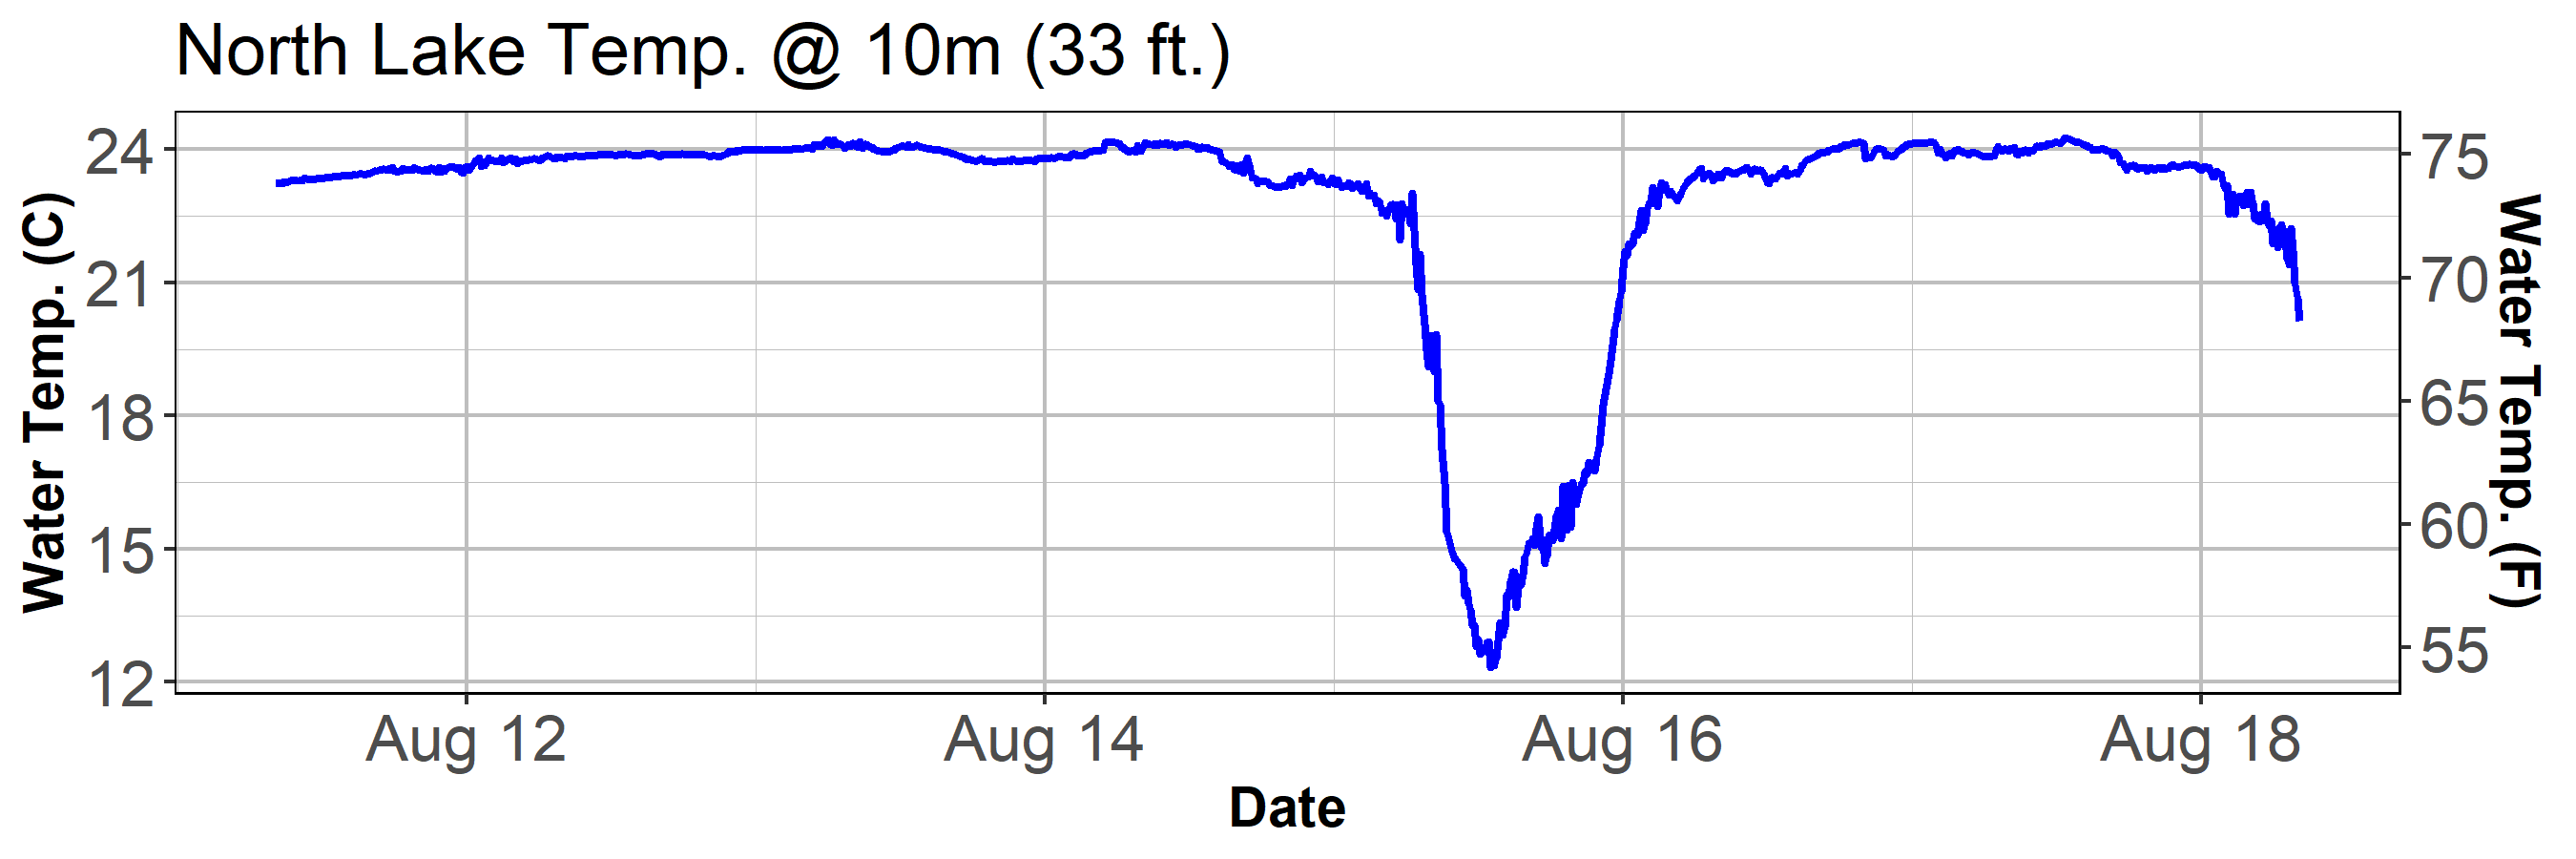 North Lake Temp. @ 10m (33 ft.)
Water Temp. (C)
24
21
18
15
12
75
70
65
60
55
Water Temp. (F)
Aug 12
Aug 14
Aug 16
Aug 18
Date